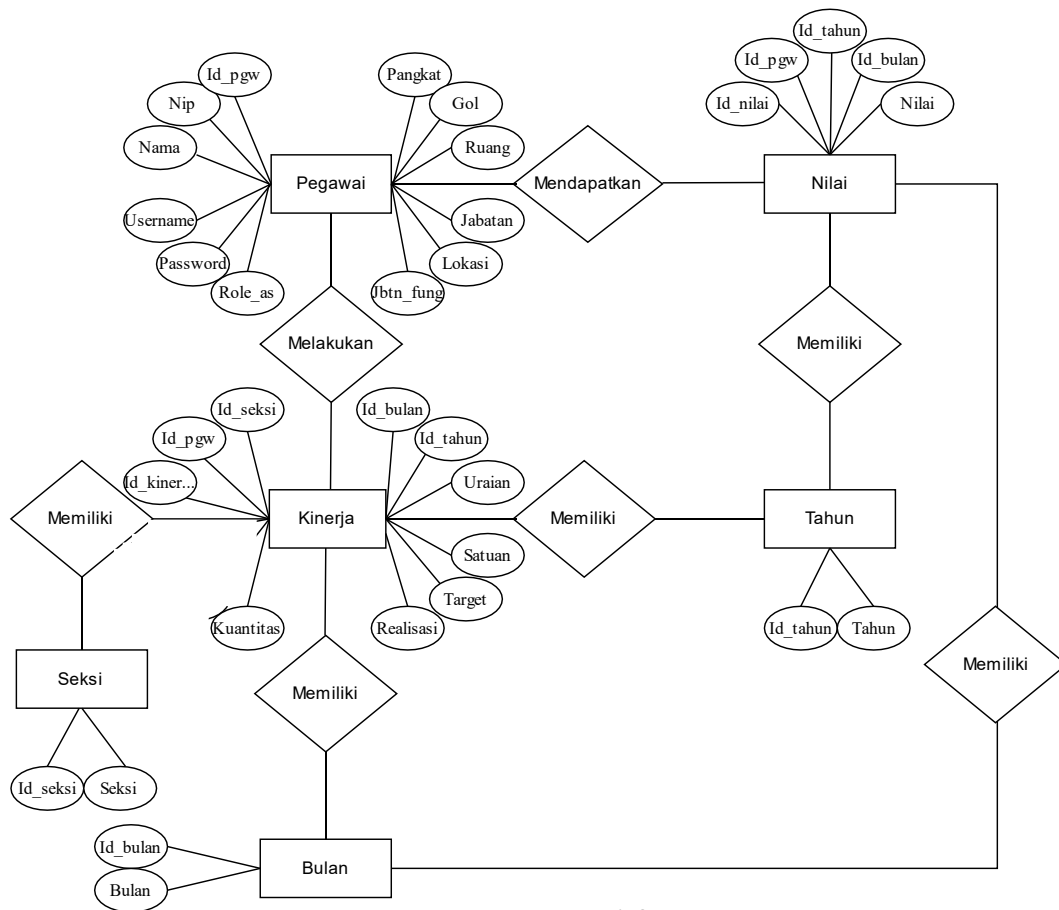 Id_tahun
Id_pgw
Pangkat
Id_pgw
Id_bulan
Nip
Gol
Id_nilai
Nilai
Nama
Ruang
Pegawai
Mendapatkan
Nilai
Username
Jabatan
Password
Lokasi
Role_as
Jbtn_fung
Melakukan
Memiliki
Id_seksi
Id_bulan
Id_pgw
Id_tahun
Id_kiner...
Uraian
Memiliki
Kinerja
Memiliki
Tahun
Satuan
Target
Kuantitas
Realisasi
Id_tahun
Tahun
Seksi
Memiliki
Memiliki
Id_seksi
Seksi
Id_bulan
Bulan
Bulan